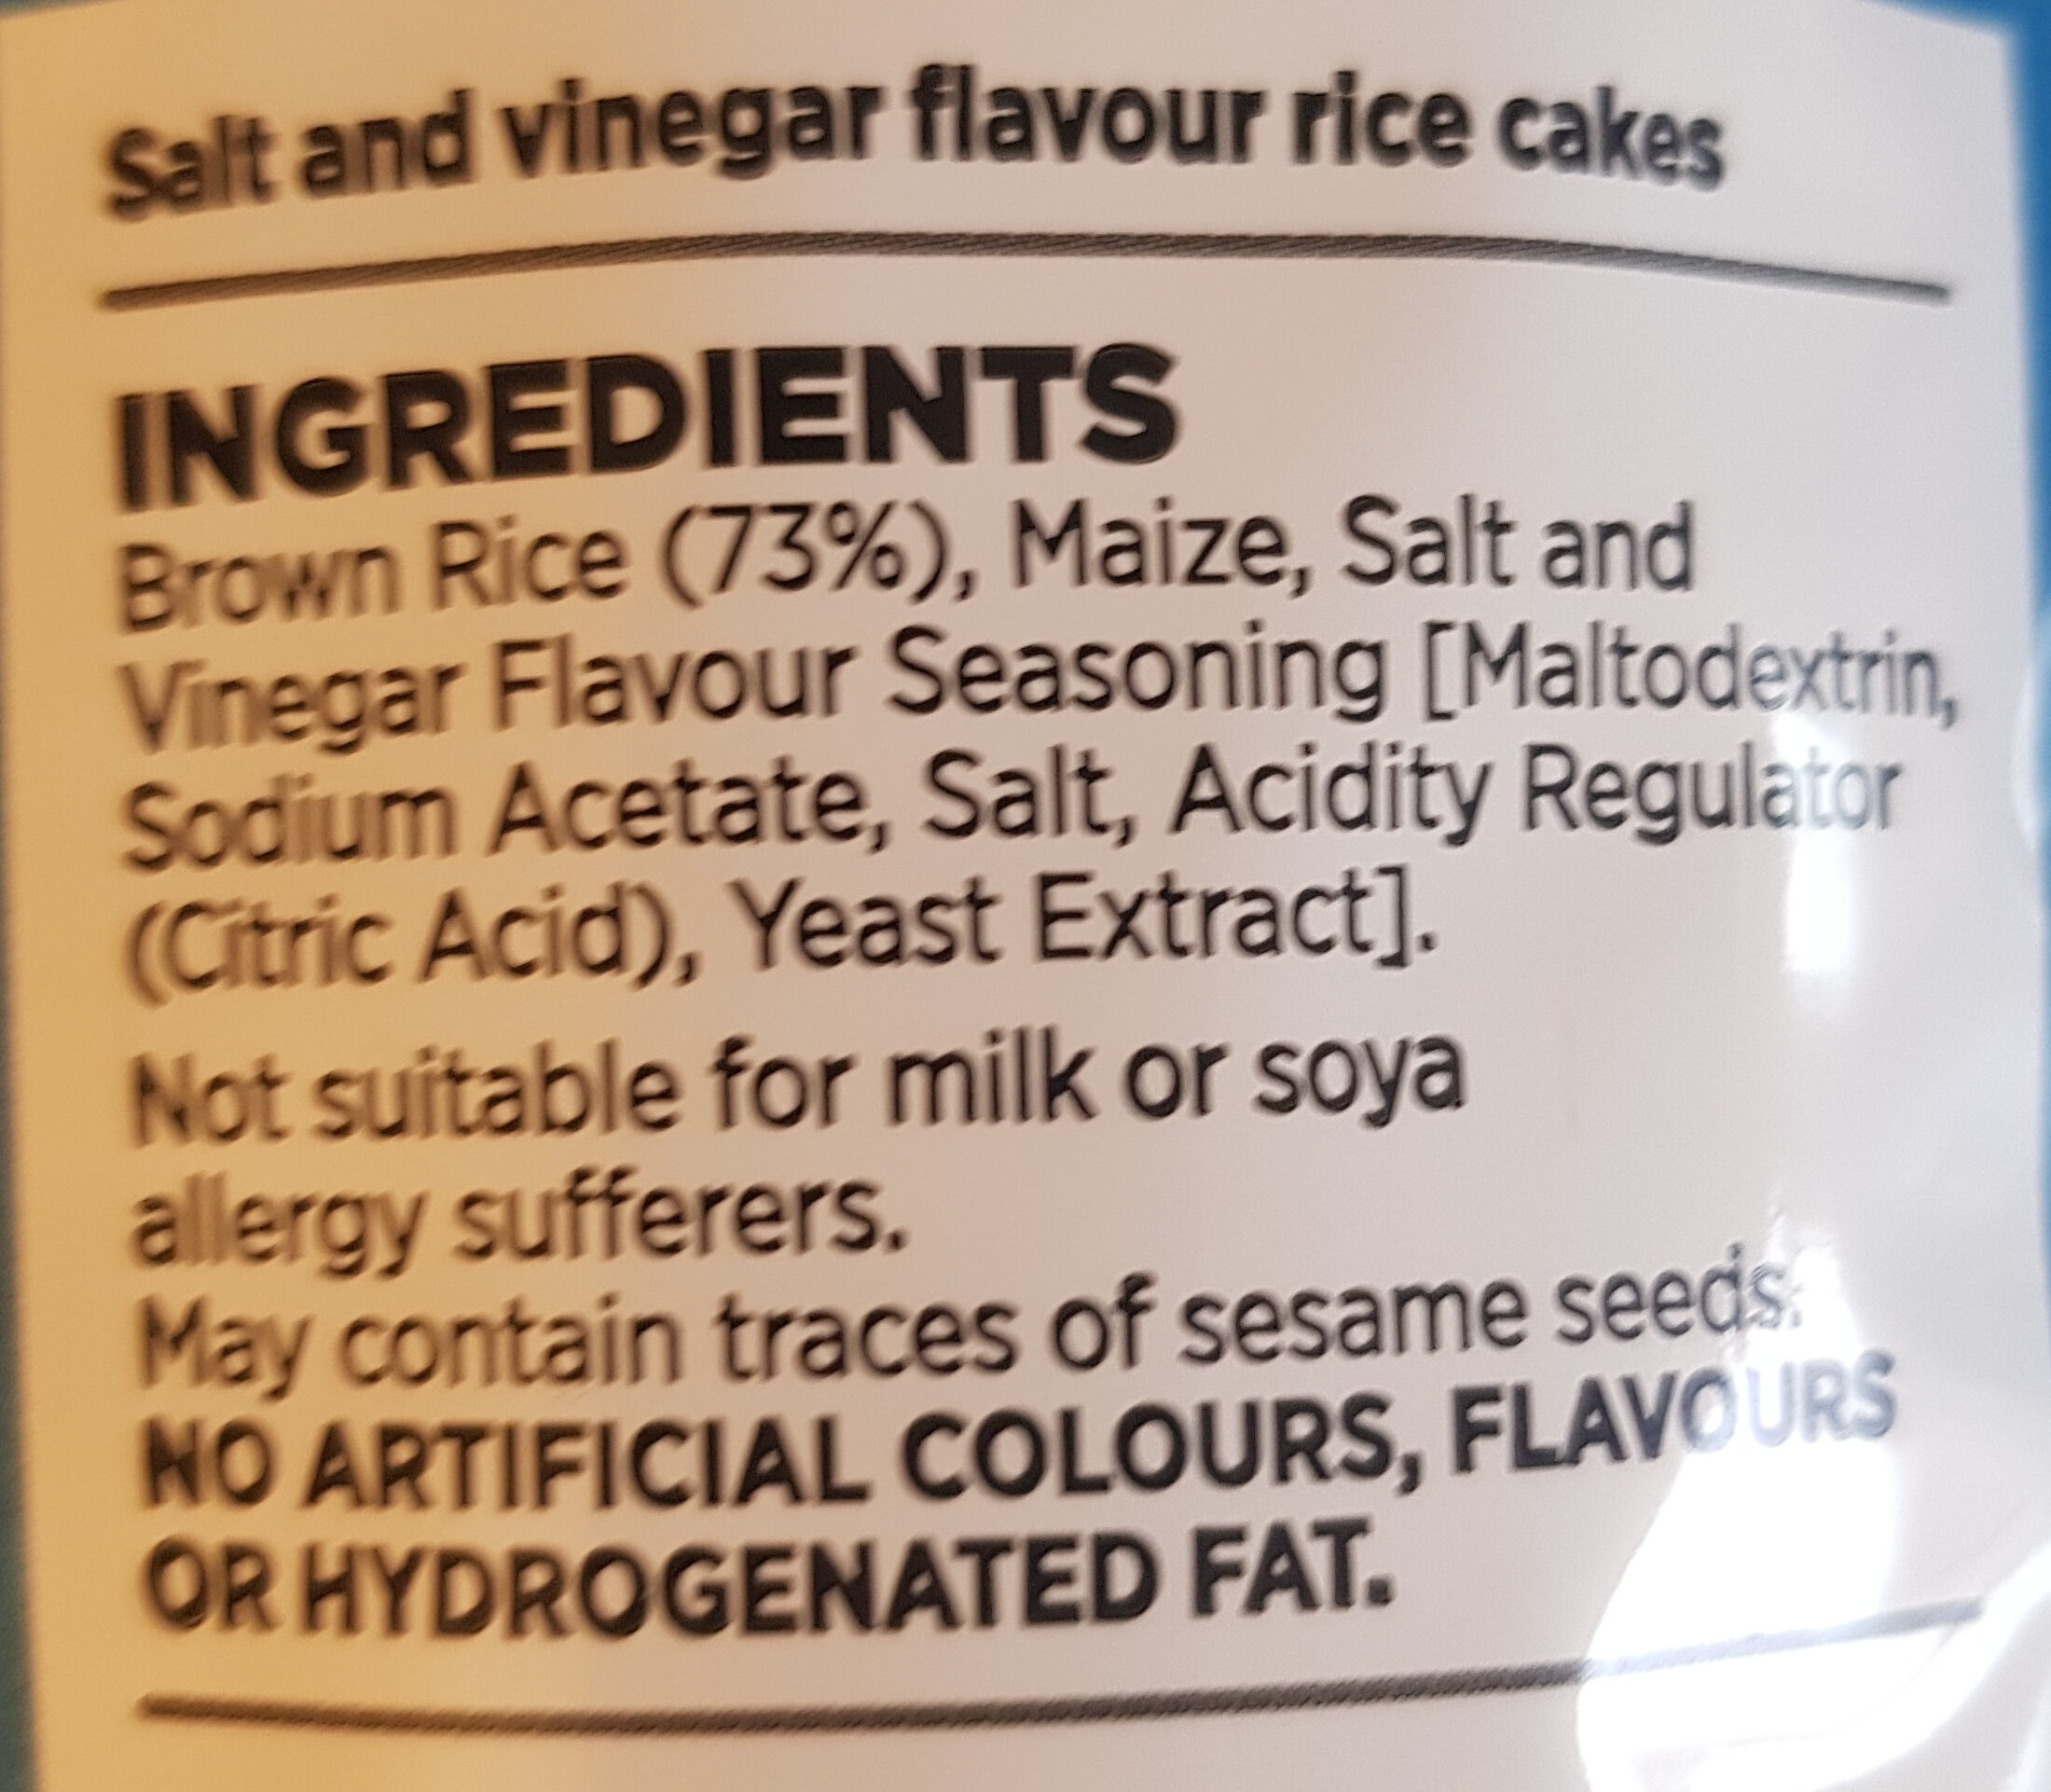 Salt and vinegar flavour rice cakes
INGREDIENTS
Brown Rice (73%), Maize, Salt and
Vinegar Flavour Seasoning [Maltodextrin,
Sodium Acetate, Salt, Acidity Regulator
(Citric Acid), Yeast Extract].
Not suitable for milk or soya
allergy sufferers.
May contain traces of sesame seeds.
NO ARTIFICIAL COLOURS, FLAVOURS
OR HYDROGENATED FAT.